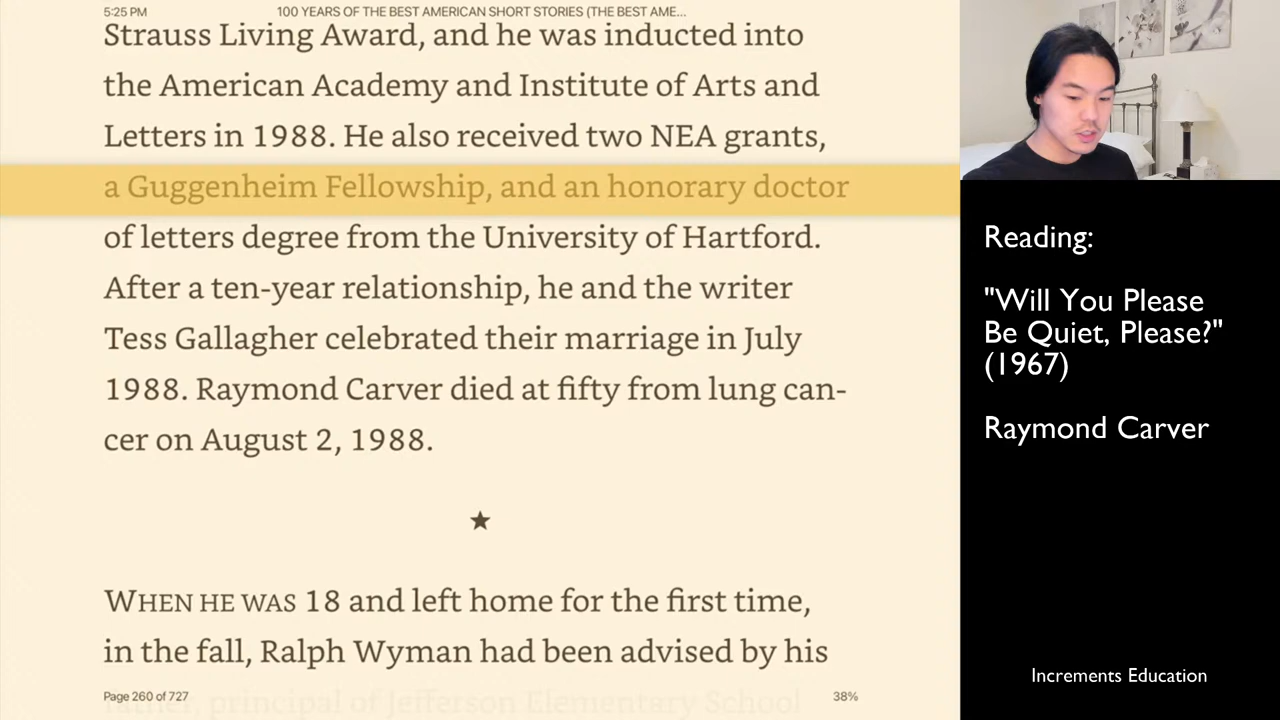 5:25 PM
100 YEARS OF THE BEST AMERICAN SHORT STORIES (THE BEST AME...
Strauss Living Award, and he was inducted into
the American Academy and Institute of Arts and
Letters in 1988. He also received two NEA grants,
a Guggenheim Fellowship, and an honorary doctor
of letters degree from the University of Hartford.
After a ten-year relationship, he and the writer
Tess Gallagher celebrated their marriage in July
1988. Raymond Carver died at fifty from lung can-
cer on August 2, 1988.
★
WHEN HE WAS 18 and left home for the first time,
in the fall, Ralph Wyman had been advised by his
father, principal of Jefferson Elementary School
Page 260 of 727
38%
Reading:
"Will You Please
Be Quiet, Please?"
(1967)
Raymond Carver
Increments Education